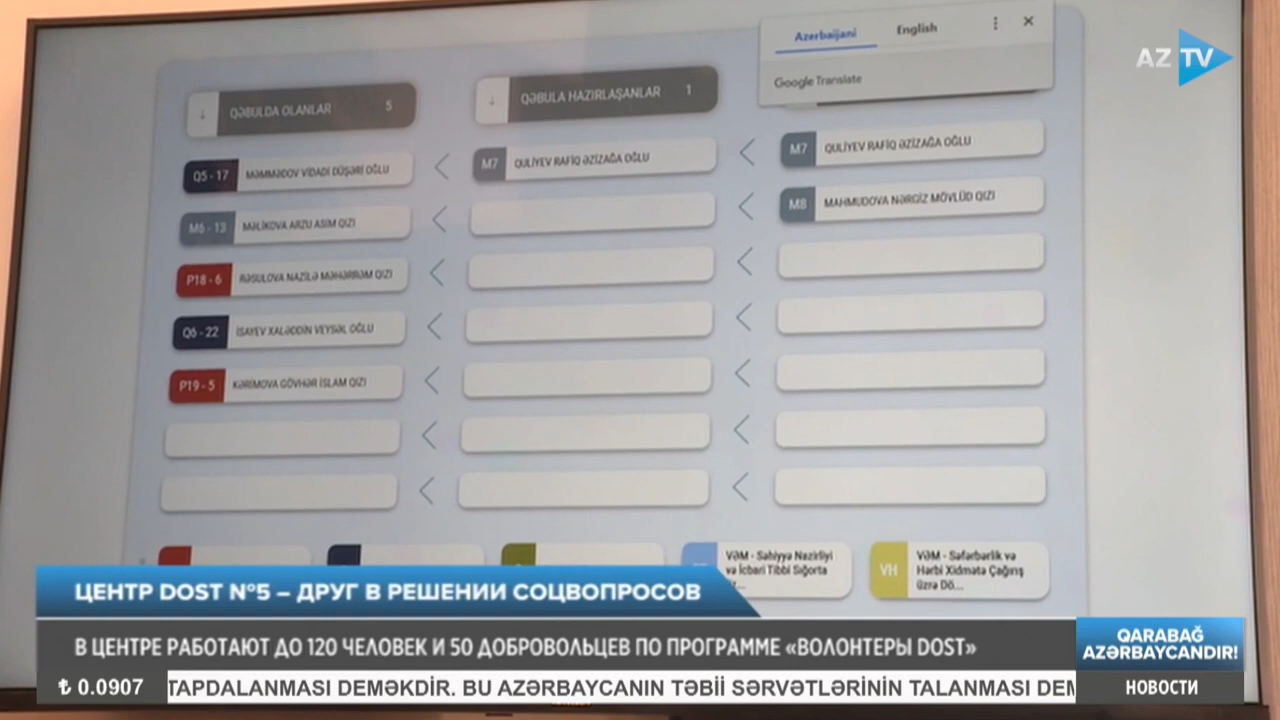 Azerbaijani English
Google Translate
AZ TV
QƏBULDA OLANLAR 5
QƏBULA HAZIRLAŞANLAR 1
Q5 - 17 MƏMMƏDOV VİDADİ DÜŞƏRİ OĞLU
M7 QULİYEV RAFİQ ƏZİZAĞA OĞLU
M7 QULİYEV RAFİQ ƏZİZAĞA OĞLU
M6 - 13 MƏLİKOVA ARZU ASİM QIZI
M8 MAHMUDOVA NƏRGİZ MÖVLÜD QIZI
P18 - 6 RƏSULOVA NAZİLƏ MƏHƏRRƏM QIZI
Q6 - 22 İSAYEV XALƏDDİN VEYSƏL OĞLU
P19 - 5 KƏRİMOVA GÖVHƏR İSLAM QIZI
VƏM - Səhiyyə Nazirliyi
və İcbari Tibbi Sığorta
VH
VƏM - Səfərbərlik və
Hərbi Xidmətə Çağırış
üzrə Dö...
ЦЕНТР DOST №5 – ДРУГ В РЕШЕНИИ СОЦВОПРОСОВ
В ЦЕНТРЕ РАБОТАЮТ ДО 120 ЧЕЛОВЕК И 50 ДОБРОВОЛЬЦЕВ ПО ПРОГРАММЕ «ВОЛОНТЕРЫ DOST»
QARABAĞ
AZƏRBAYCANDIR!
₺ 0.0907
TAPDALANMASI DEMƏKDİR. BU AZƏRBAYCANIN TƏBİİ SƏRVƏTLƏRİNİN TALANMASI DEM
НОВОСТИ